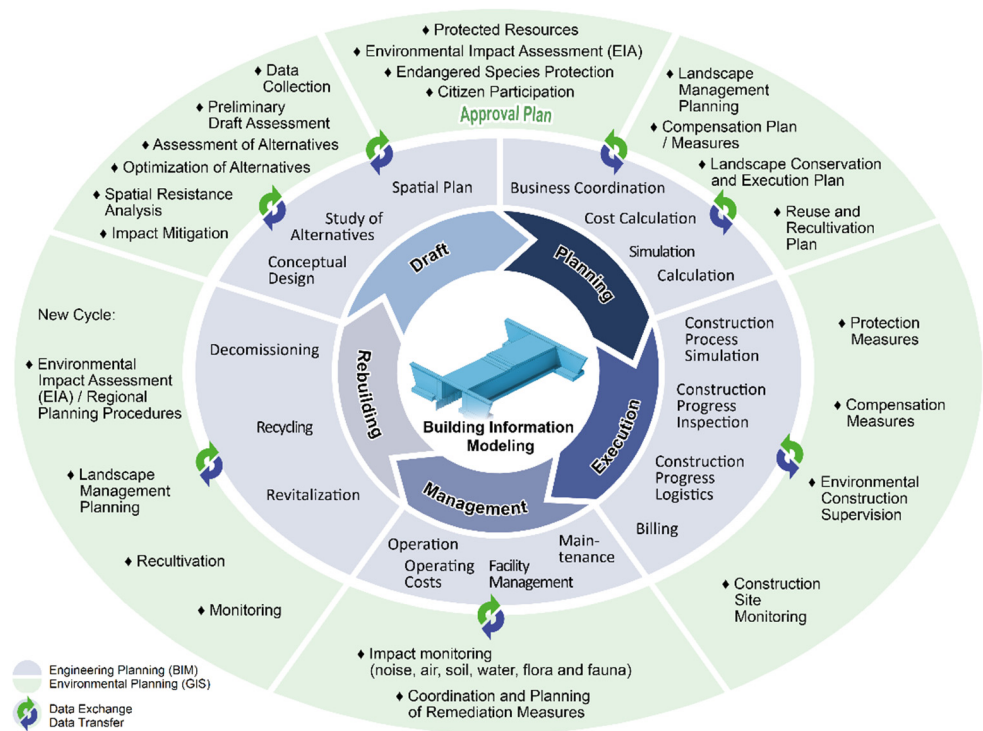 ♦ Protected Resources
♦ Environmental Impact Assessment (EIA)
♦ Endangered Species Protection
♦ Citizen Participation
Approval Plan
♦ Data
Collection
♦ Preliminary
Draft Assessment
♦ Assessment of Alternatives
♦ Optimization of Alternatives
♦ Spatial Resistance
Analysis
♦ Impact Mitigation
♦ Landscape
Management
Planning
♦ Compensation Plan
/ Measures
♦ Landscape Conservation
and Execution Plan
♦ Reuse and
Recultivation
Plan
Spatial Plan
Study of
Alternatives
Conceptual
Design
Business Coordination
Cost Calculation
Simulation
Calculation
Draft
Planning
Execution
Management
Rebuilding
Building Information
Modeling
Construction
Process
Simulation
Construction
Progress
Inspection
Construction
Progress
Logistics
Billing
♦ Protection
Measures
♦ Compensation
Measures
♦ Environmental
Construction
Supervision
♦ Construction
Site
Monitoring
Operation
Operating
Costs
Facility
Management
Main-
tenance
♦ Impact monitoring
(noise, air, soil, water, flora and fauna)
♦ Coordination and Planning
of Remediation Measures
Decomissioning
Recycling
Revitalization
New Cycle:
♦ Environmental
Impact Assessment
(EIA) / Regional
Planning Procedures
♦ Landscape
Management
Planning
♦ Recultivation
♦ Monitoring
Engineering Planning (BIM)
Environmental Planning (GIS)
Data Exchange
Data Transfer